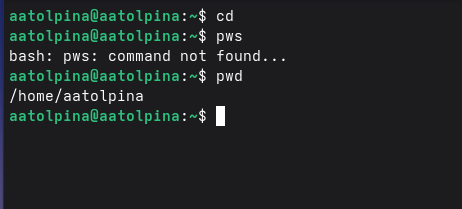 aatolpina@aatolpina:~$ cd
aatolpina@aatolpina:~$ pws
bash: pws: command not found...
aatolpina@aatolpina:~$ pwd
/home/aatolpina
aatolpina@aatolpina:~$